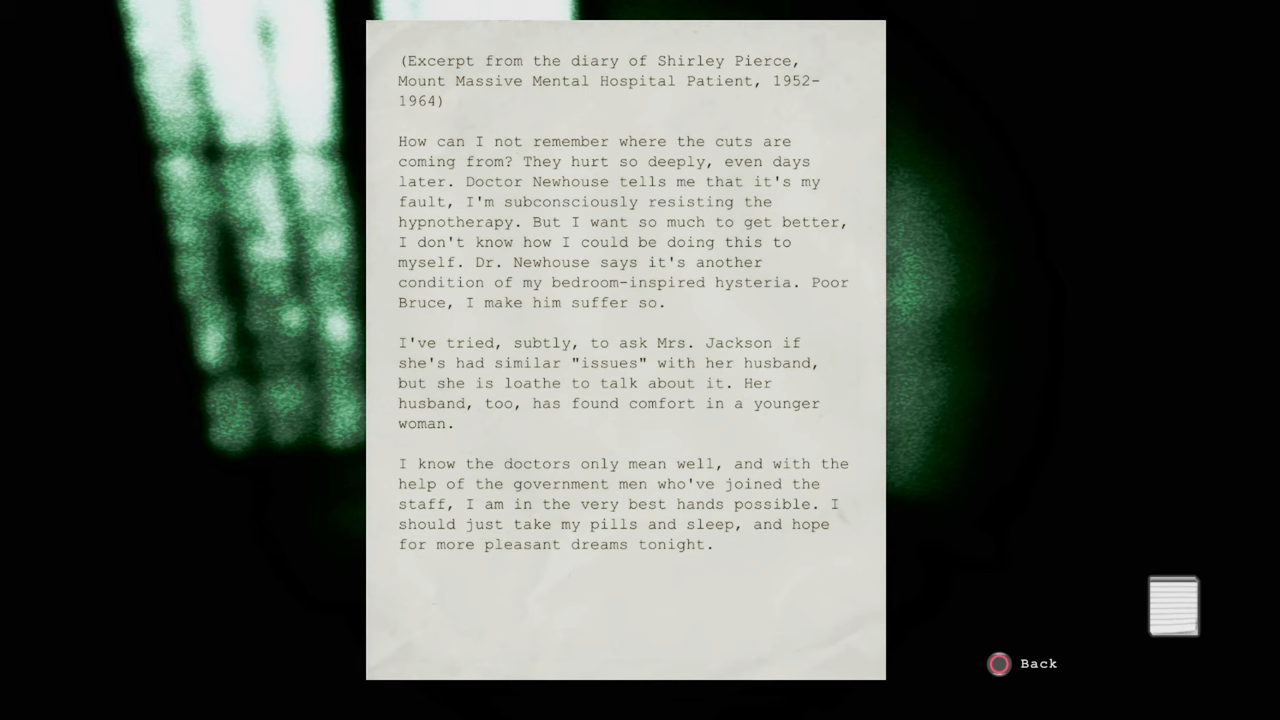 (Excerpt from the diary of Shirley Pierce,
Mount Massive Mental Hospital Patient, 1952-
1964)
How can I not remember where the cuts are
coming from? They hurt so deeply, even days
later. Doctor Newhouse tells me that it's my
fault, I'm subconsciously resisting the
hypnotherapy. But I want so much to get better,
I don't know how I could be doing this to
myself. Dr. Newhouse says it's another
condition of my bedroom-inspired hysteria. Poor
Bruce, I make him suffer so.
I've tried, subtly, to ask Mrs. Jackson if
she's had similar "issues" with her husband,
but she is loathe to talk about it. Her
husband, too, has found comfort in a younger
woman.
I know the doctors only mean well, and with the
help of the government men who've joined the
staff, I am in the very best hands possible. I
should just take my pills and sleep, and hope
for more pleasant dreams tonight.
Back